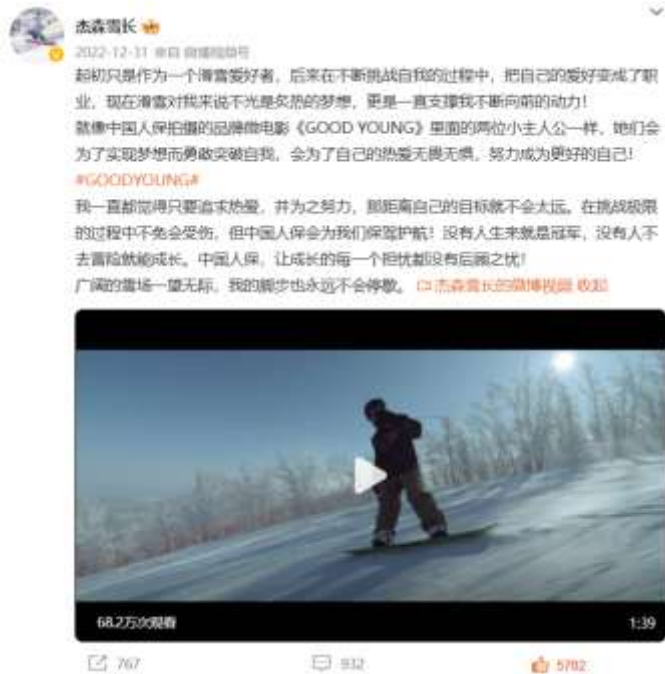 杰森雪长
2022-12-31 来自 微博视频号
起初只是作为一个滑雪爱好者，后来在不断挑战自我的过程中，把自己的爱好变成了职
业，现在滑雪对我来说不光是炙热的梦想，更是一直支撑我不断向前的动力！
就像中国人保拍摄的品牌微电影《GOOD YOUNG》里面的两位小主人公一样，她们会
为了实现梦想而勇敢突破自我，会为了自己的热爱无畏无惧，努力成为更好的自己！
#GOODYOUNG#
我一直都觉得只要追求热爱，并为之努力，那距离自己的目标就不会太远。在挑战极限
的过程中不免会受伤，但中国人保会为我们保驾护航！没有人生来就是冠军，没有人不
去冒险就能成长。中国人保，让成长的每一个担忧都没有后顾之忧！
广阔的雪场一望无际，我的脚步也永远不会停歇。 杰森雪长的微博视频 收起
68.2万次观看
1:39
767
932
5782